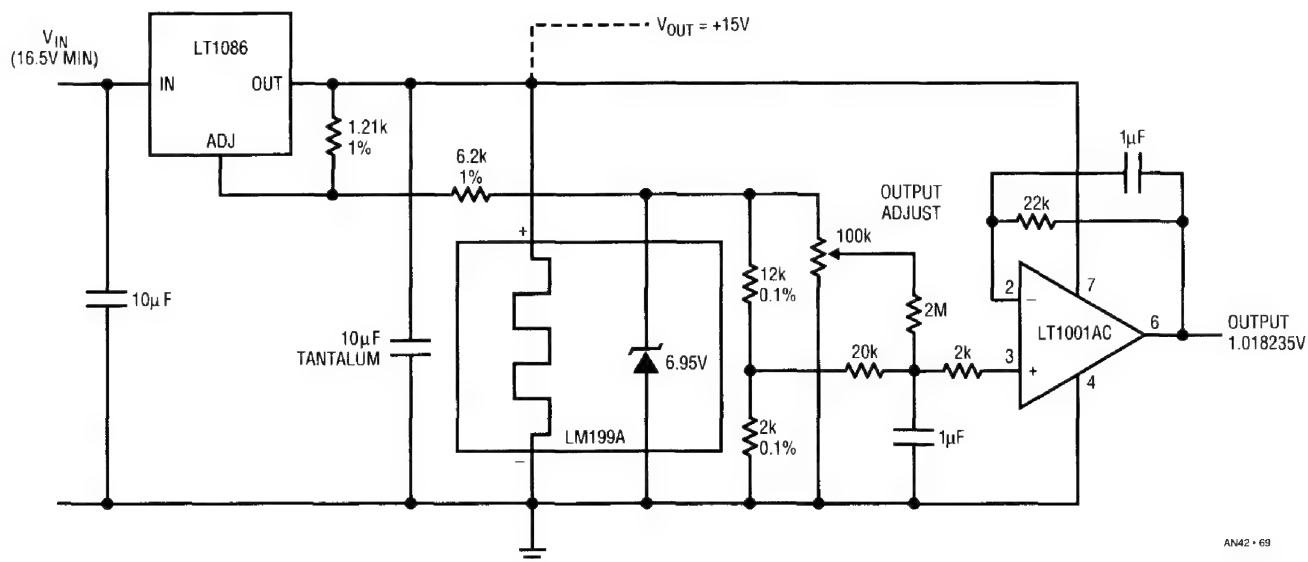 V_OUT = +15V
V_IN
(16.5V MIN)
LT1086
IN
OUT
ADJ
1.21k
1%
6.2k
1%
10µF
10µF
TANTALUM
+
−
LM199A
6.95V
12k
0.1%
2k
0.1%
OUTPUT
ADJUST
100k
2M
20k
2k
1µF
1µF
22k
2
−
3
+
7
LT1001AC
6
4
OUTPUT
1.018235V
AN42 • 69